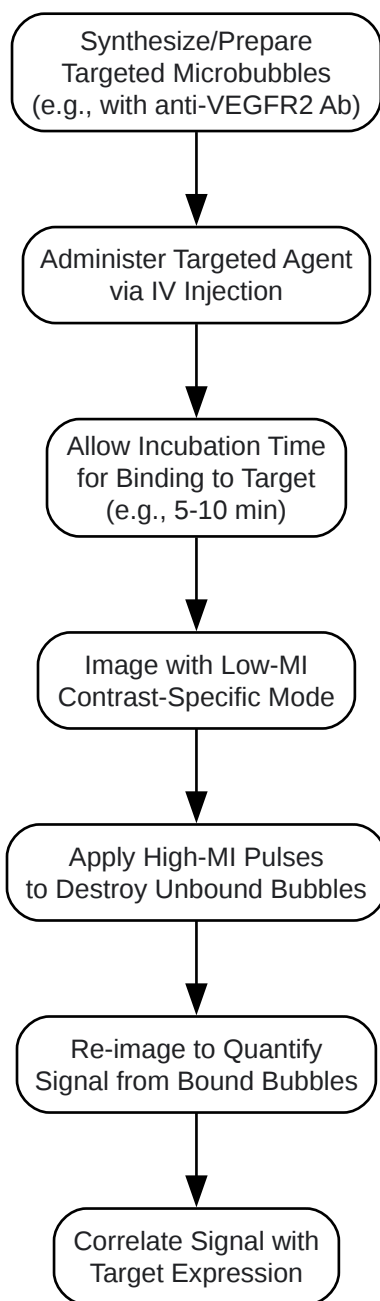 Synthesize/Prepare
Targeted Microbubbles
(e.g., with anti-VEGFR2 Ab)
Administer Targeted Agent
via IV Injection
Allow Incubation Time
for Binding to Target
(e.g., 5-10 min)
Image with Low-MI
Contrast-Specific Mode
Apply High-MI Pulses
to Destroy Unbound Bubbles
Re-image to Quantify
Signal from Bound Bubbles
Correlate Signal with
Target Expression